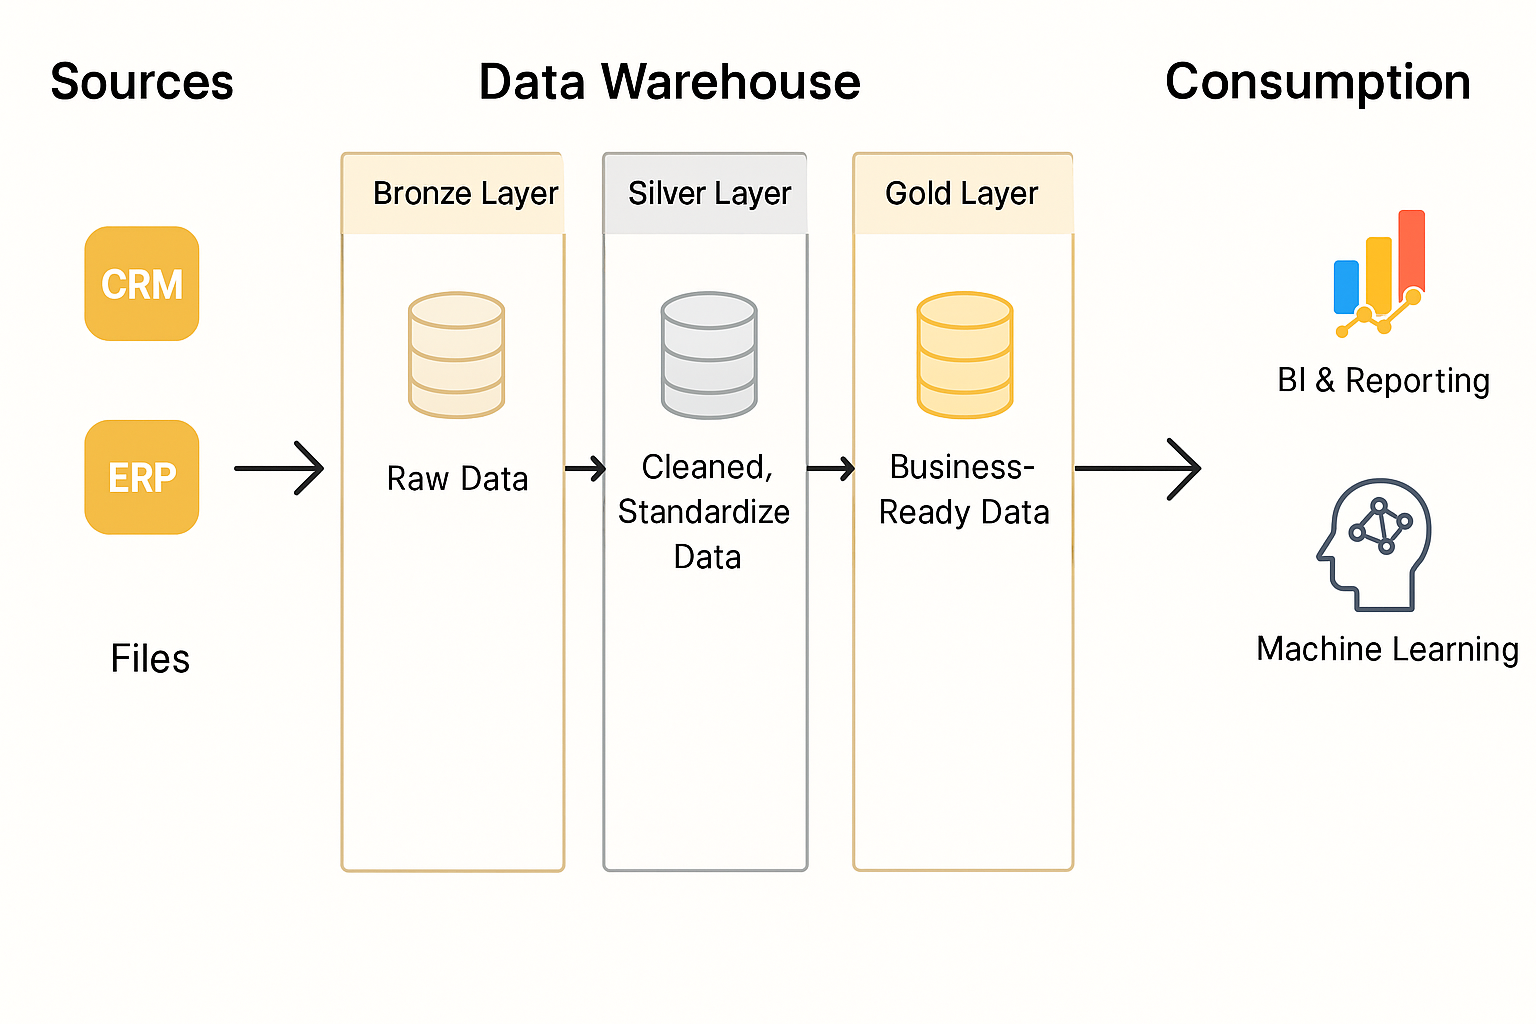 Sources
Data Warehouse
Consumption
Bronze Layer
Silver Layer
Gold Layer
CRM
ERP
Files
Raw Data
Cleaned,
Standardize
Data
Business-
Ready Data
BI & Reporting
Machine Learning